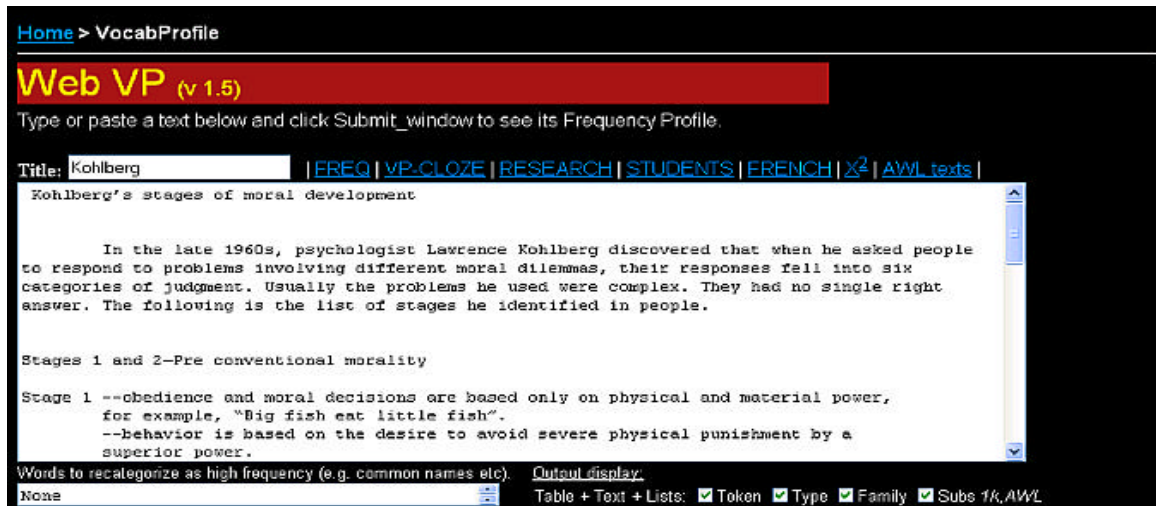 Home > VocabProfile
Web VP (v 1.5)
Type or paste a text below and click Submit_window to see its Frequency Profile.
Title: Kohlberg | FREQ | VP-CLOZE | RESEARCH | STUDENTS | FRENCH | X² | AWL texts |
Kohlberg's stages of moral development
In the late 1960s, psychologist Lawrence Kohlberg discovered that when he asked people
to respond to problems involving different moral dilemmas, their responses fell into six
categories of judgment. Usually the problems he used were complex. They had no single right
answer. The following is the list of stages he identified in people.
Stages 1 and 2-Pre conventional morality
Stage 1 --obedience and moral decisions are based only on physical and material power,
for example, "Big fish eat little fish".
--behavior is based on the desire to avoid severe physical punishment by a
superior power.
Words to recategorize as high frequency (e.g. common names etc). Output display:
None Table + Text + Lists: Token Type Family Subs 1k,AWL